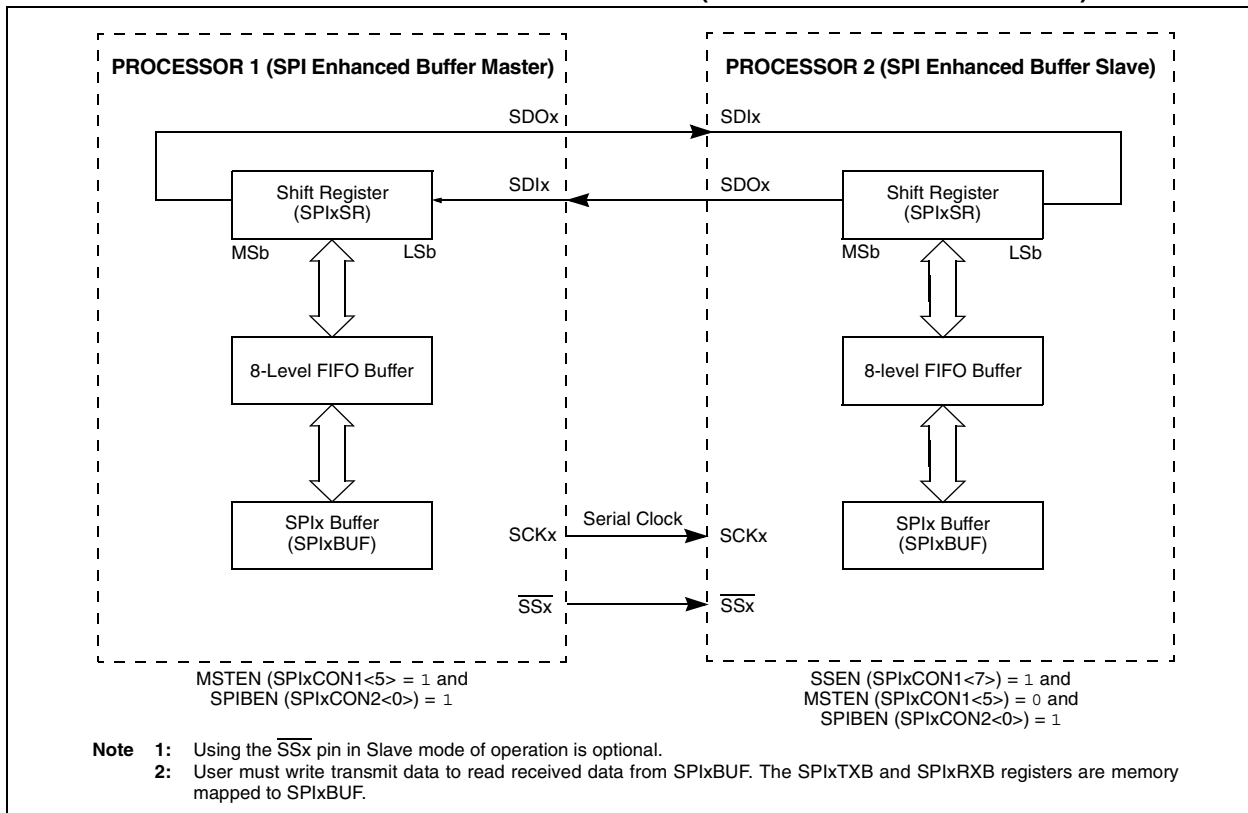 PROCESSOR 1 (SPI Enhanced Buffer Master)
PROCESSOR 2 (SPI Enhanced Buffer Slave)
SDOx
SDIx
Shift Register
(SPIxSR)
SDIx
SDOx
Shift Register
(SPIxSR)
MSb
LSb
MSb
LSb
8-Level FIFO Buffer
8-level FIFO Buffer
SPIx Buffer
(SPIxBUF)
SCKx
Serial Clock
SCKx
SPIx Buffer
(SPIxBUF)
SSx
SSx
MSTEN (SPIxCON1<5> = 1 and
SPIBEN (SPIxCON2<0>) = 1
SSEN (SPIxCON1<7>) = 1 and
MSTEN (SPIxCON1<5>) = 0 and
SPIBEN (SPIxCON2<0>) = 1
Note 1: Using the SSx pin in Slave mode of operation is optional.
2: User must write transmit data to read received data from SPIxBUF. The SPIxTXB and SPIxRXB registers are memory
mapped to SPIxBUF.